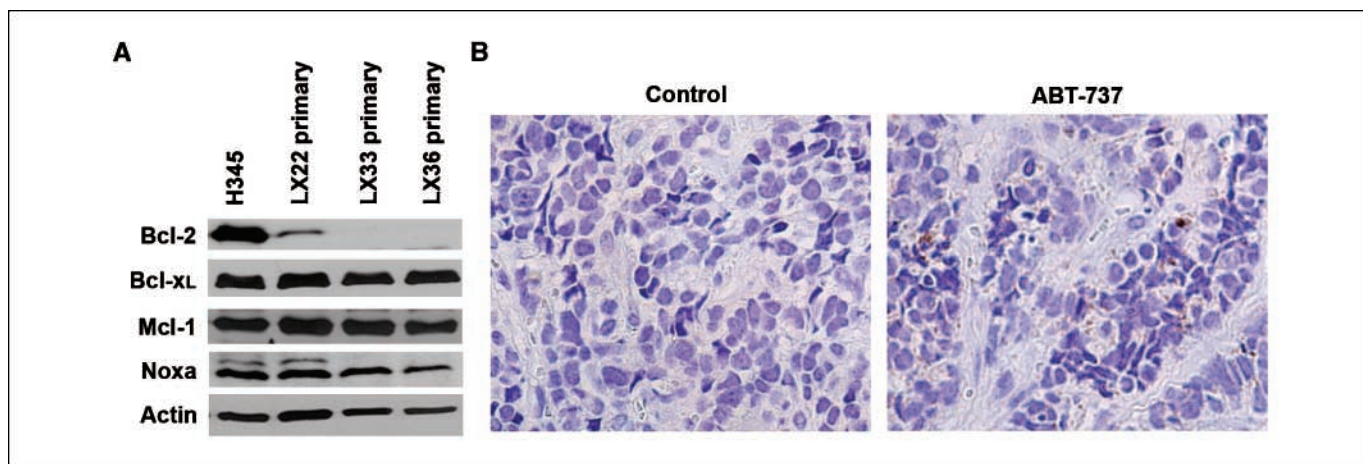 A
H345
LX22 primary
LX33 primary
LX36 primary
Bcl-2
Bcl-xL
Mcl-1
Noxa
Actin
B
Control
ABT-737